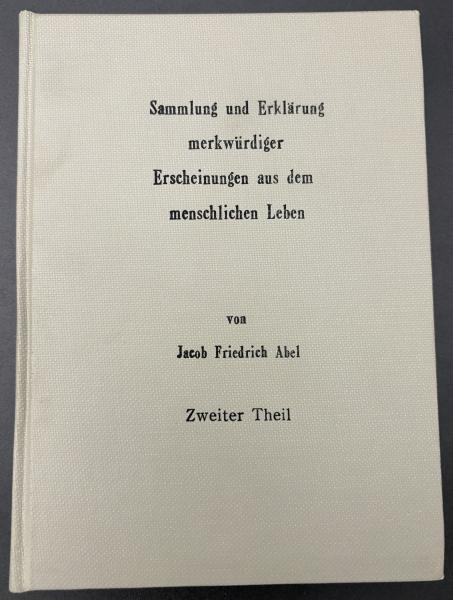 Sammlung und Erklärung
merkwürdiger
Erscheinungen aus dem
menschlichen Leben
von
Jacob Friedrich Abel
Zweiter Theil